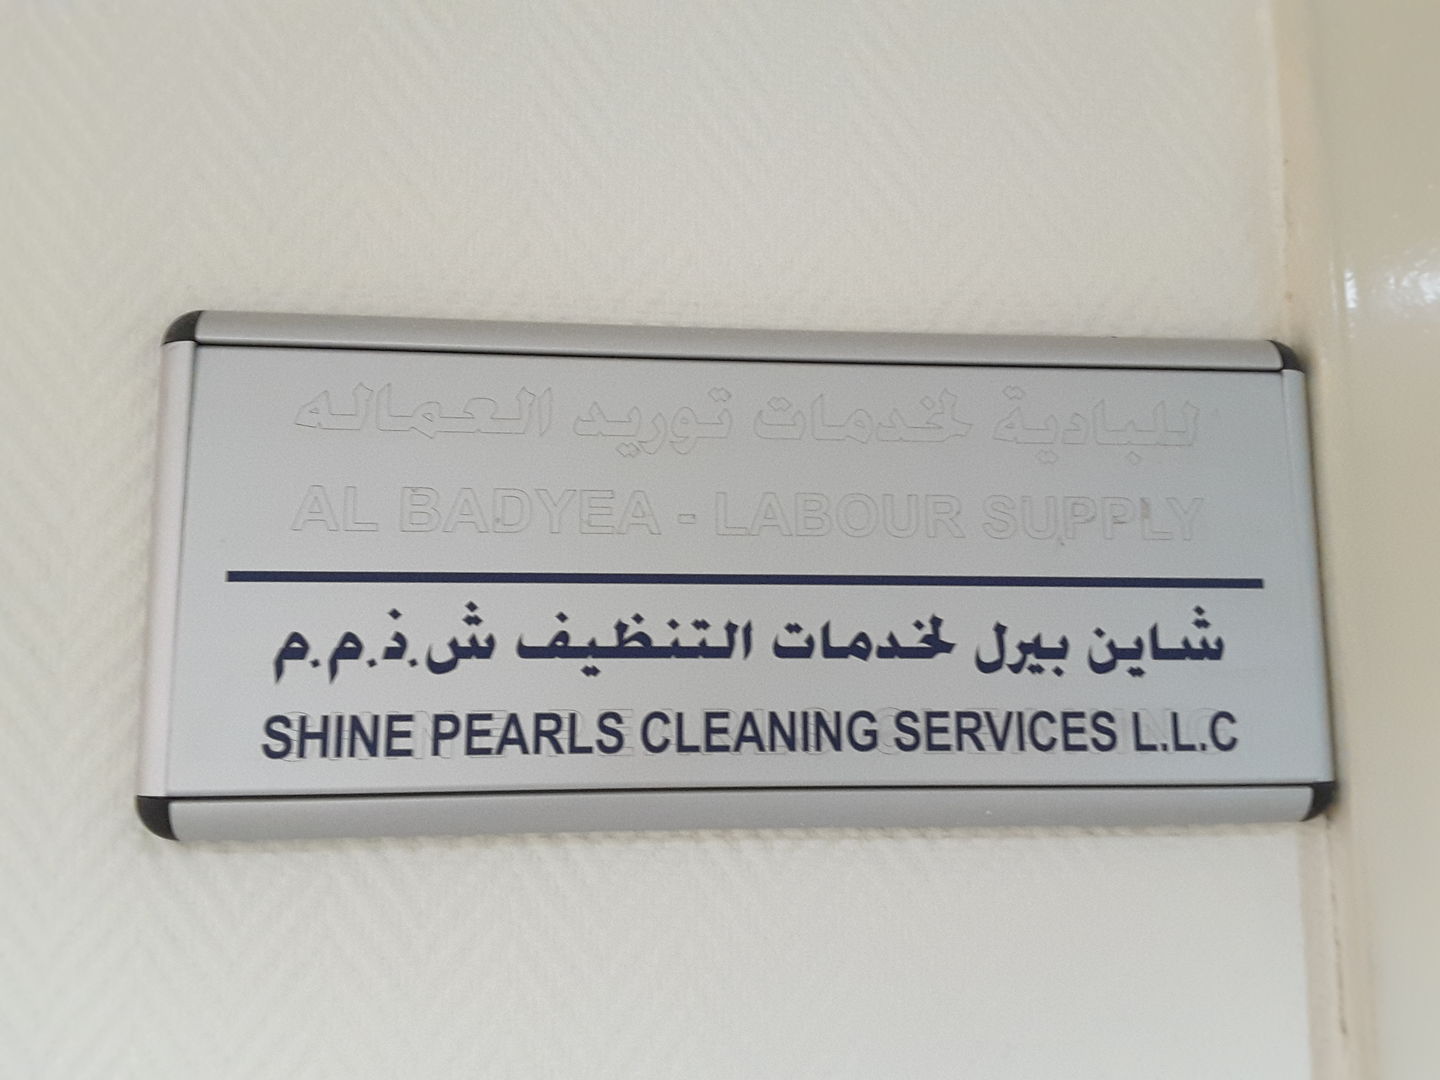 للبادية لخدمات توريد العماله
AL BADYEA - LABOUR SUPPLY
شاين بيرل لخدمات التنظيف ش.ذ.م.م
SHINE PEARLS CLEANING SERVICES L.L.C